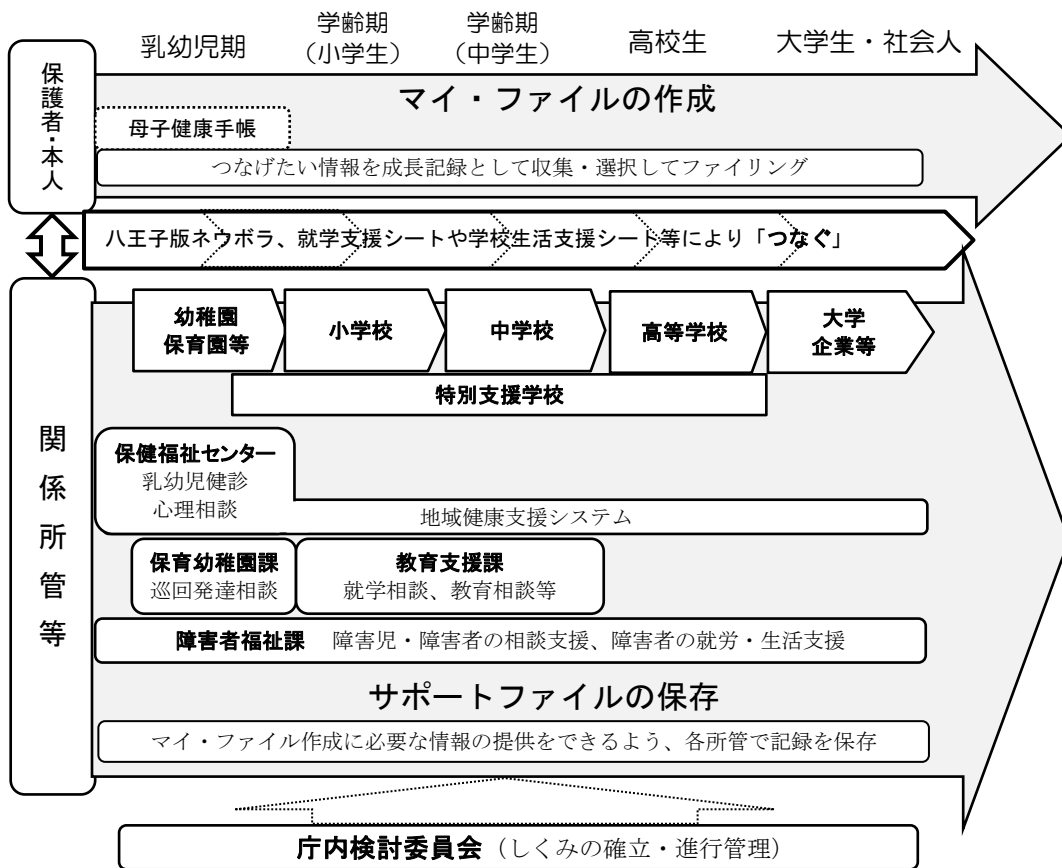 乳幼児期
学齢期
（小学生）
学齢期
（中学生）
高校生
大学生・社会人
保護者・本人
マイ・ファイルの作成
母子健康手帳
つなげたい情報を成長記録として収集・選択してファイリング
八王子版ネウボラ、就学支援シートや学校生活支援シート等により「つなぐ」
関係所管等
幼稚園
保育園等
小学校
中学校
高等学校
大学
企業等
特別支援学校
保健福祉センター
乳幼児健診
心理相談
地域健康支援システム
保育幼稚園課
巡回発達相談
教育支援課
就学相談、教育相談等
障害者福祉課　障害児・障害者の相談支援、障害者の就労・生活支援
サポートファイルの保存
マイ・ファイル作成に必要な情報の提供をできるよう、各所管で記録を保存
庁内検討委員会（しくみの確立・進行管理）